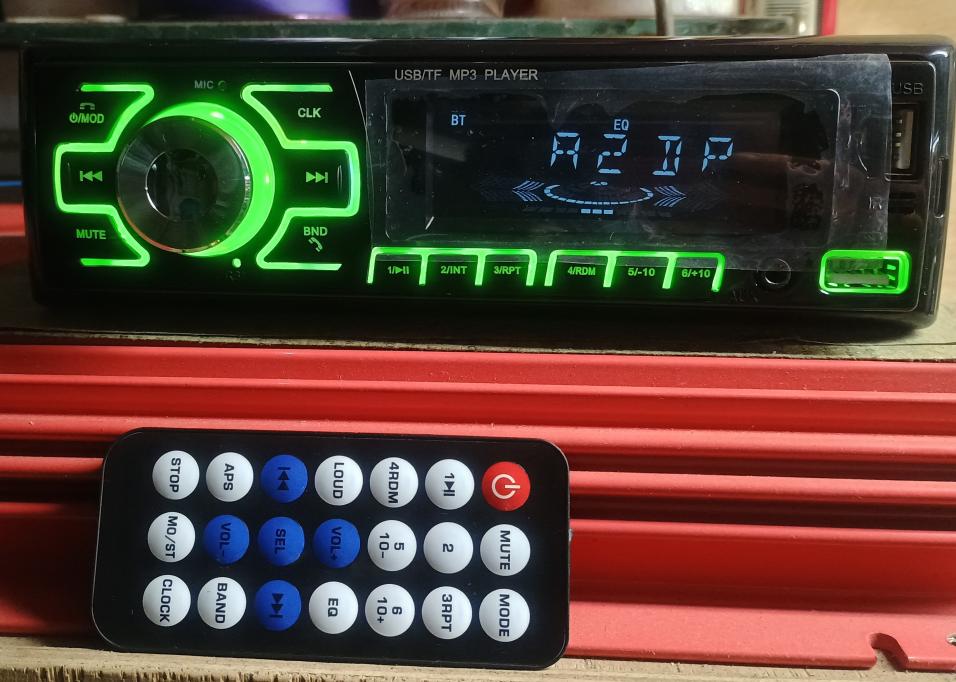 USB/TF MP3 PLAYER
MIC
USB
⏻/MOD
CLK
BT
EQ
A2DP
MUTE
BND
1/▶II
2/INT
3/RPT
4/RDM
5/-10
6/+10
STOP
APS
LOUD
4RDM
1▶I
MO/ST
VOL-
SEL
VOL+
5
10-
2
MUTE
CLOCK
BAND
EQ
6
10+
3RPT
MODE